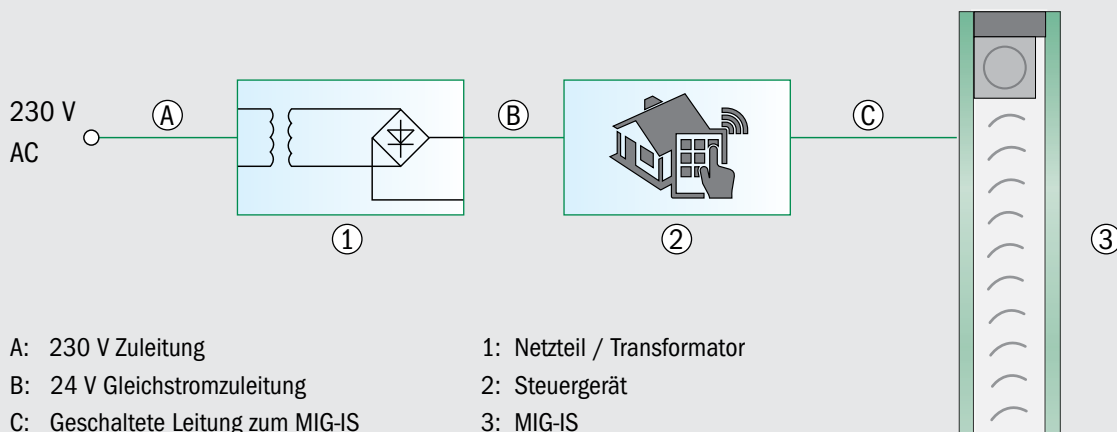 230 V
AC
A
B
C
1
2
3
A: 230 V Zuleitung
B: 24 V Gleichstromzuleitung
C: Geschaltete Leitung zum MIG-IS
1: Netzteil / Transformator
2: Steuergerät
3: MIG-IS